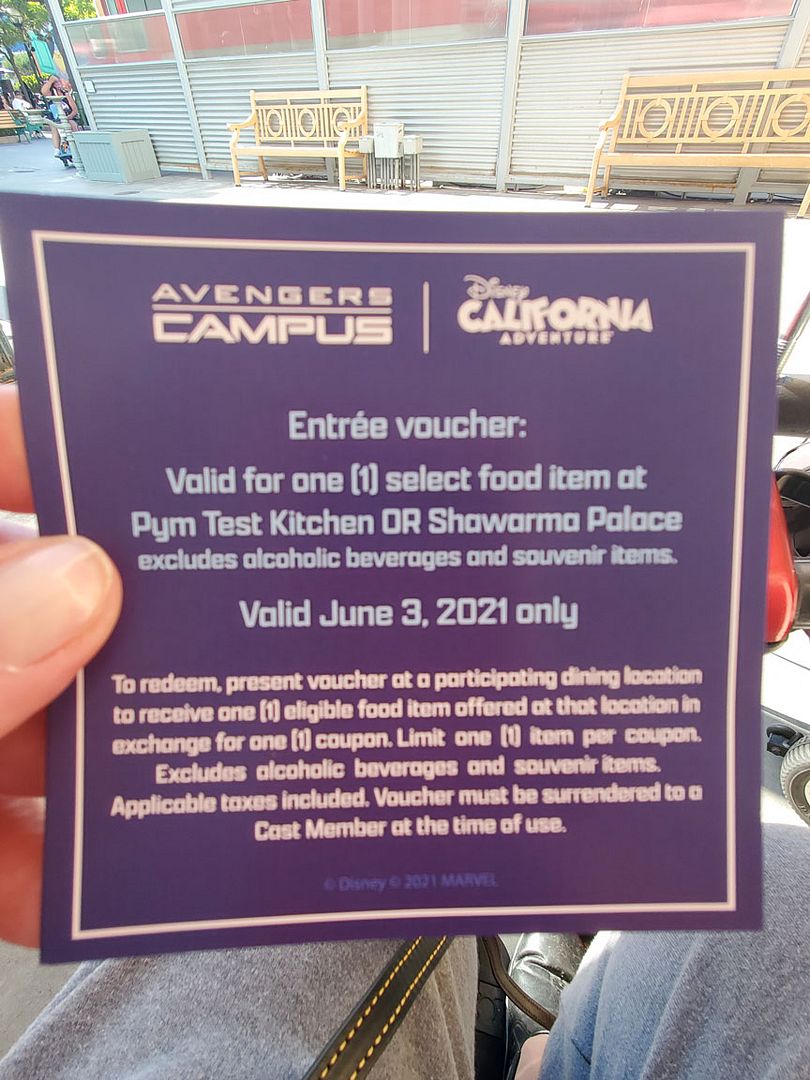 AVENGERS
CAMPUS
Disney
CALIFORNIA
ADVENTURE
Entrée voucher:
Valid for one (1) select food item at
Pym Test Kitchen OR Shawarma Palace
excludes alcoholic beverages and souvenir items.
Valid June 3, 2021 only
To redeem, present voucher at a participating dining location
to receive one (1) eligible food item offered at that location in
exchange for one (1) coupon. Limit one (1) item per coupon.
Excludes alcoholic beverages and souvenir items.
Applicable taxes included. Voucher must be surrendered to a
Cast Member at the time of use.
© Disney © 2021 MARVEL